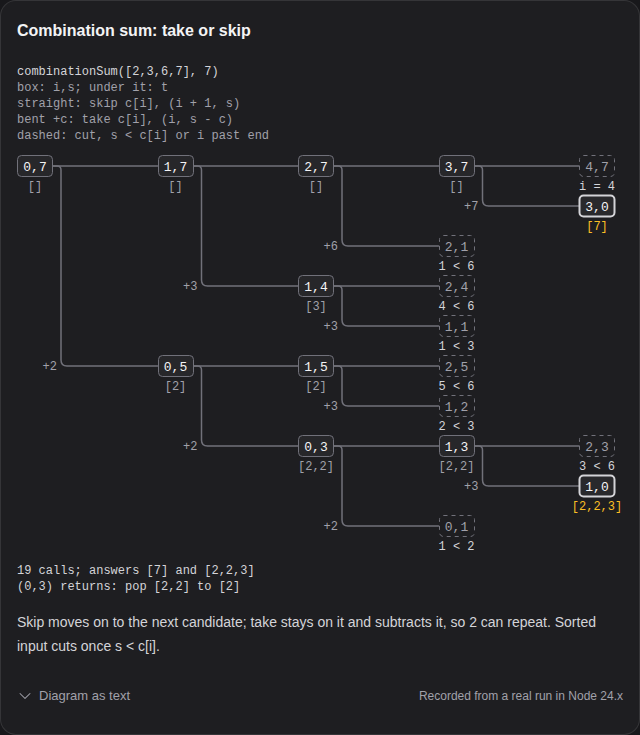 Combination sum: take or skip
combinationSum([2,3,6,7], 7)
box: i,s; under it: t
straight: skip c[i], (i + 1, s)
bent +c: take c[i], (i, s - c)
dashed: cut, s < c[i] or i past end
0,7 1,7 2,7 3,7 4,7
[] [] [] [] i = 4
+7 3,0
[7]
+6 2,1
1 < 6
+3 1,4 2,4
[3] 4 < 6
+3 1,1
1 < 3
+2 0,5 1,5 2,5
[2] [2] 5 < 6
+3 1,2
2 < 3
+2 0,3 1,3 2,3
[2,2] [2,2] 3 < 6
+3 1,0
[2,2,3]
+2 0,1
1 < 2
19 calls; answers [7] and [2,2,3]
(0,3) returns: pop [2,2] to [2]
Skip moves on to the next candidate; take stays on it and subtracts it, so 2 can repeat. Sorted
input cuts once s < c[i].
Diagram as text
Recorded from a real run in Node 24.x